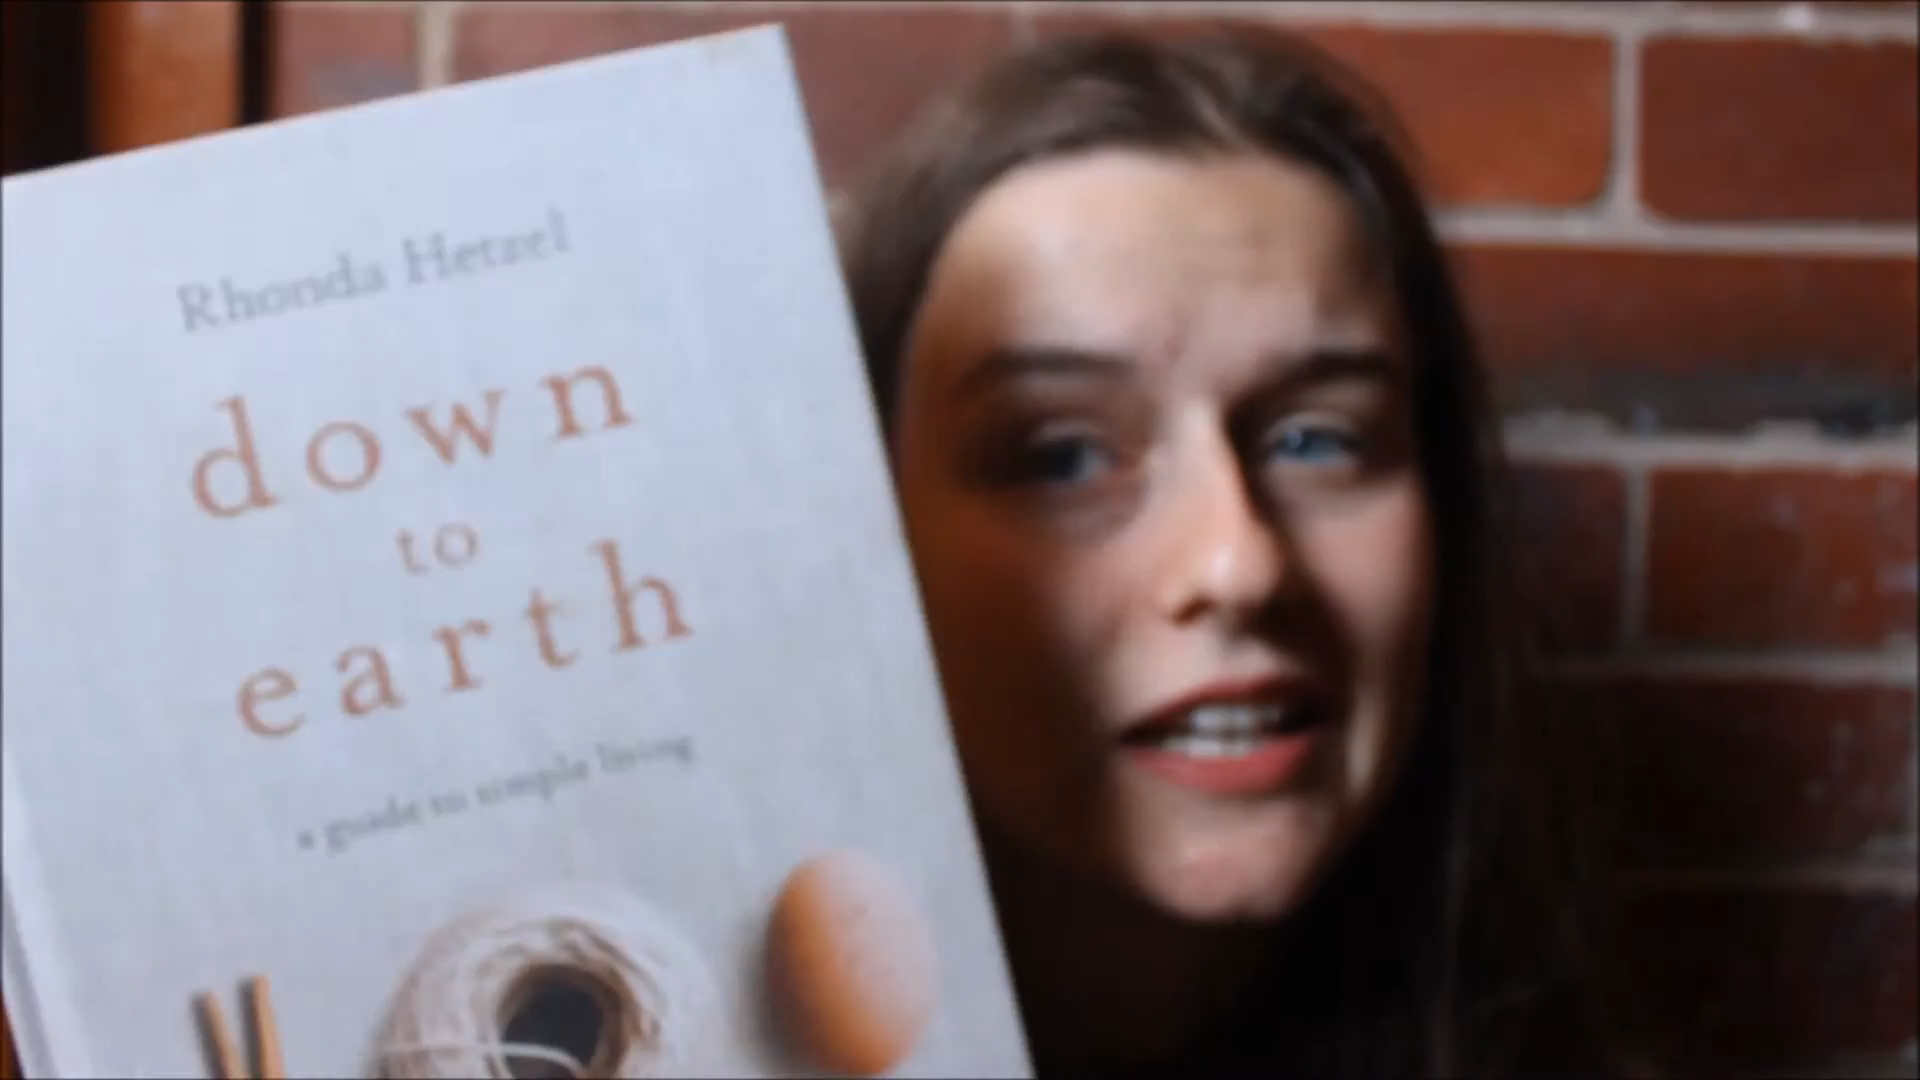 Rhonda Hetzel
down
to
earth
a guide to simple living